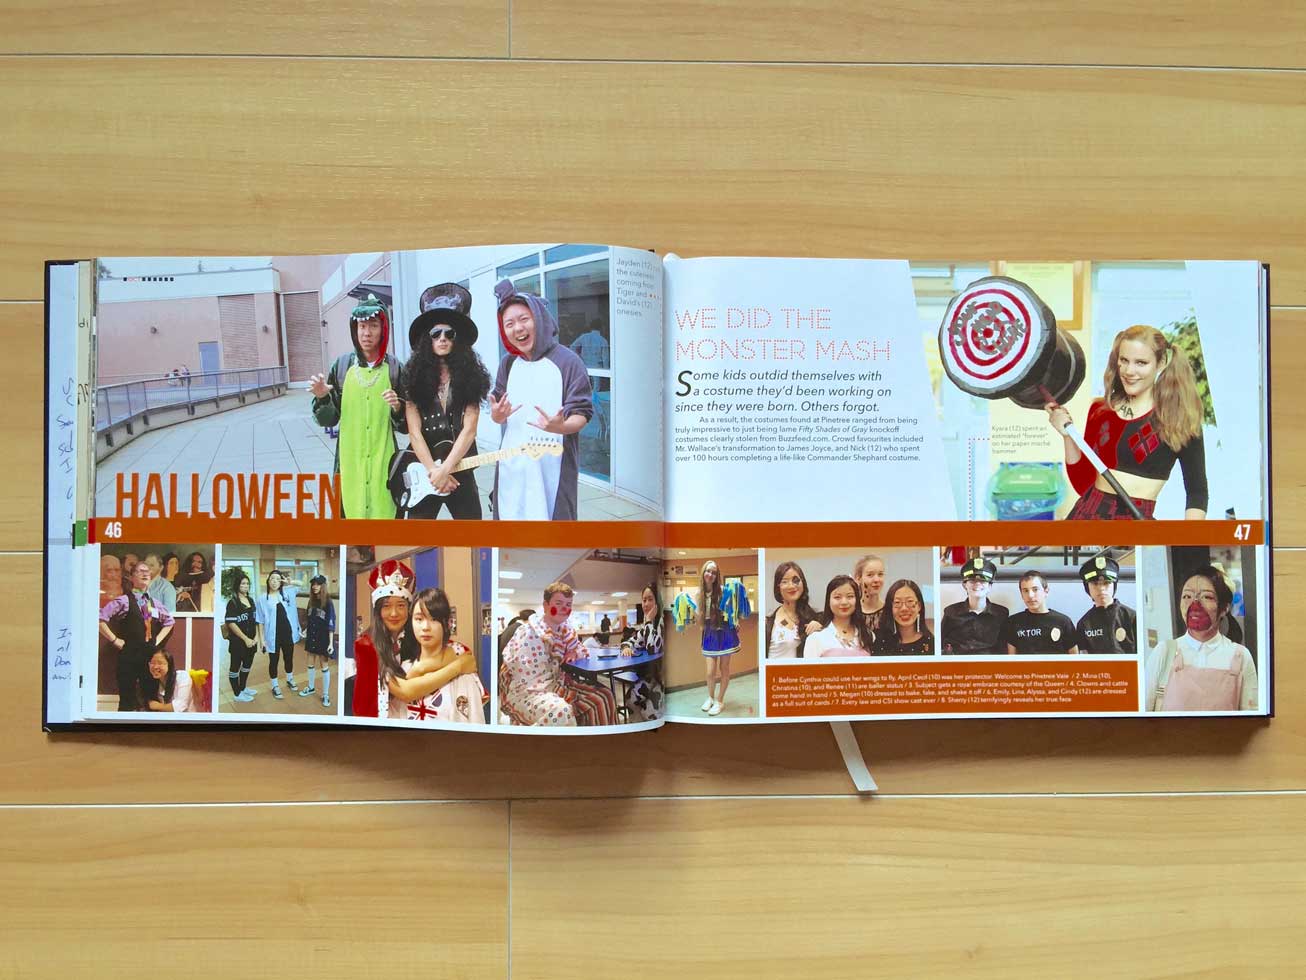 Jayden (12)
the cuteness
coming from
Tiger and
David's (12)
onesies.
HALLOWEEN
46
WE DID THE
MONSTER MASH
Some kids outdid themselves with
a costume they'd been working on
since they were born. Others forgot.
As a result, the costumes found at Pinetree ranged from being
truly impressive to just being lame Fifty Shades of Gray knockoff
costumes clearly stolen from Buzzfeed.com. Crowd favourites included
Mr. Wallace's transformation to James Joyce, and Nick (12) who spent
over 100 hours completing a life-like Commander Shephard costume.
Kyara (12) spent an
estimated "forever"
on her paper maché
hammer.
47
1. Before Cynthia could use her wings to fly, April Cecil (10) was her protector. Welcome to Pinetree Vale / 2. Mina (10),
Christina (10), and Renée (11) are baller status / 3. Subject gets a royal embrace courtesy of the Queen / 4. Clowns and cattle
come hand in hand / 5. Megan (10) dressed to bake, fake, and shake it off / 6. Emily, Lina, Alyssa, and Cindy (12) are dressed
as a full suit of cards / 7. Every law and CSI show cast ever / 8. Sherry (12) terrifyingly reveals her true face
POLICE